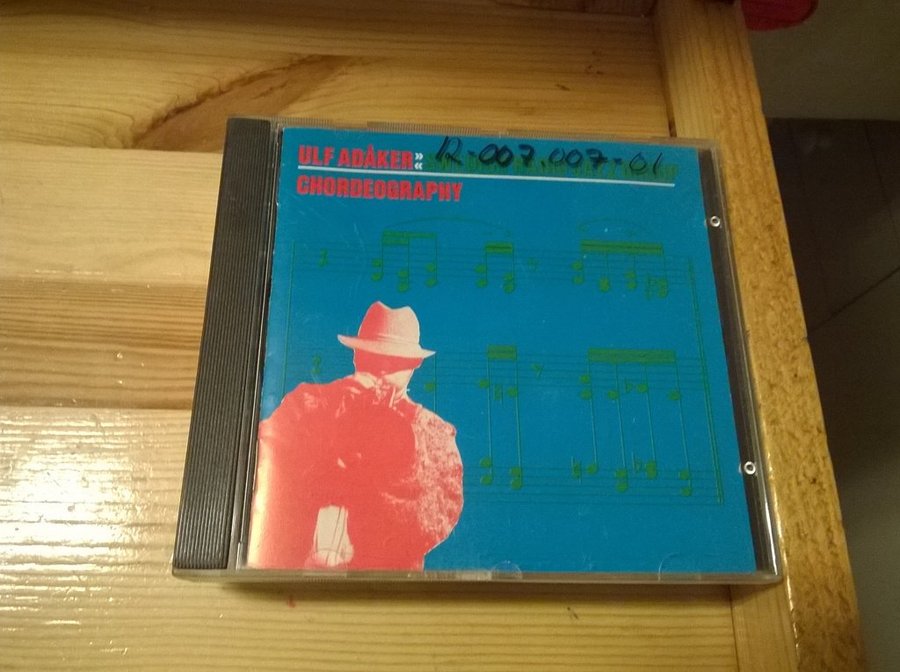 ULF ADÅKER»«
R-007.007-01
CHORDEOGRAPHY